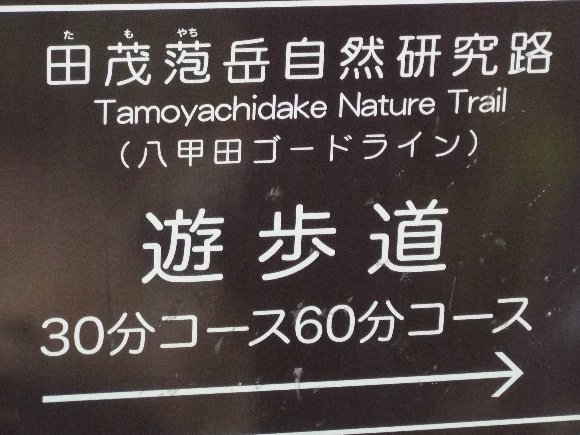 た も やち
田茂萢岳自然研究路
Tamoyachidake Nature Trail
（八甲田ゴードライン）
遊歩道
30分コース60分コース